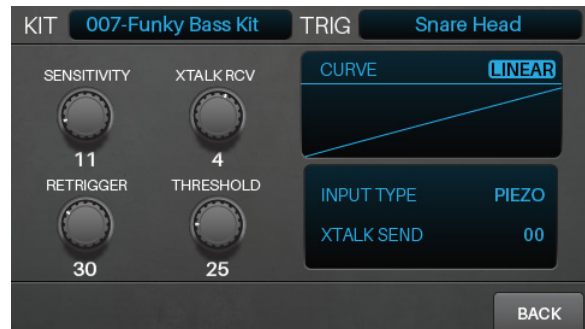 KIT 007-Funky Bass Kit TRIG Snare Head
SENSITIVITY XTALK RCV CURVE LINEAR
11 4
RETRIGGER THRESHOLD INPUT TYPE PIEZO
XTALK SEND 00
30 25
BACK